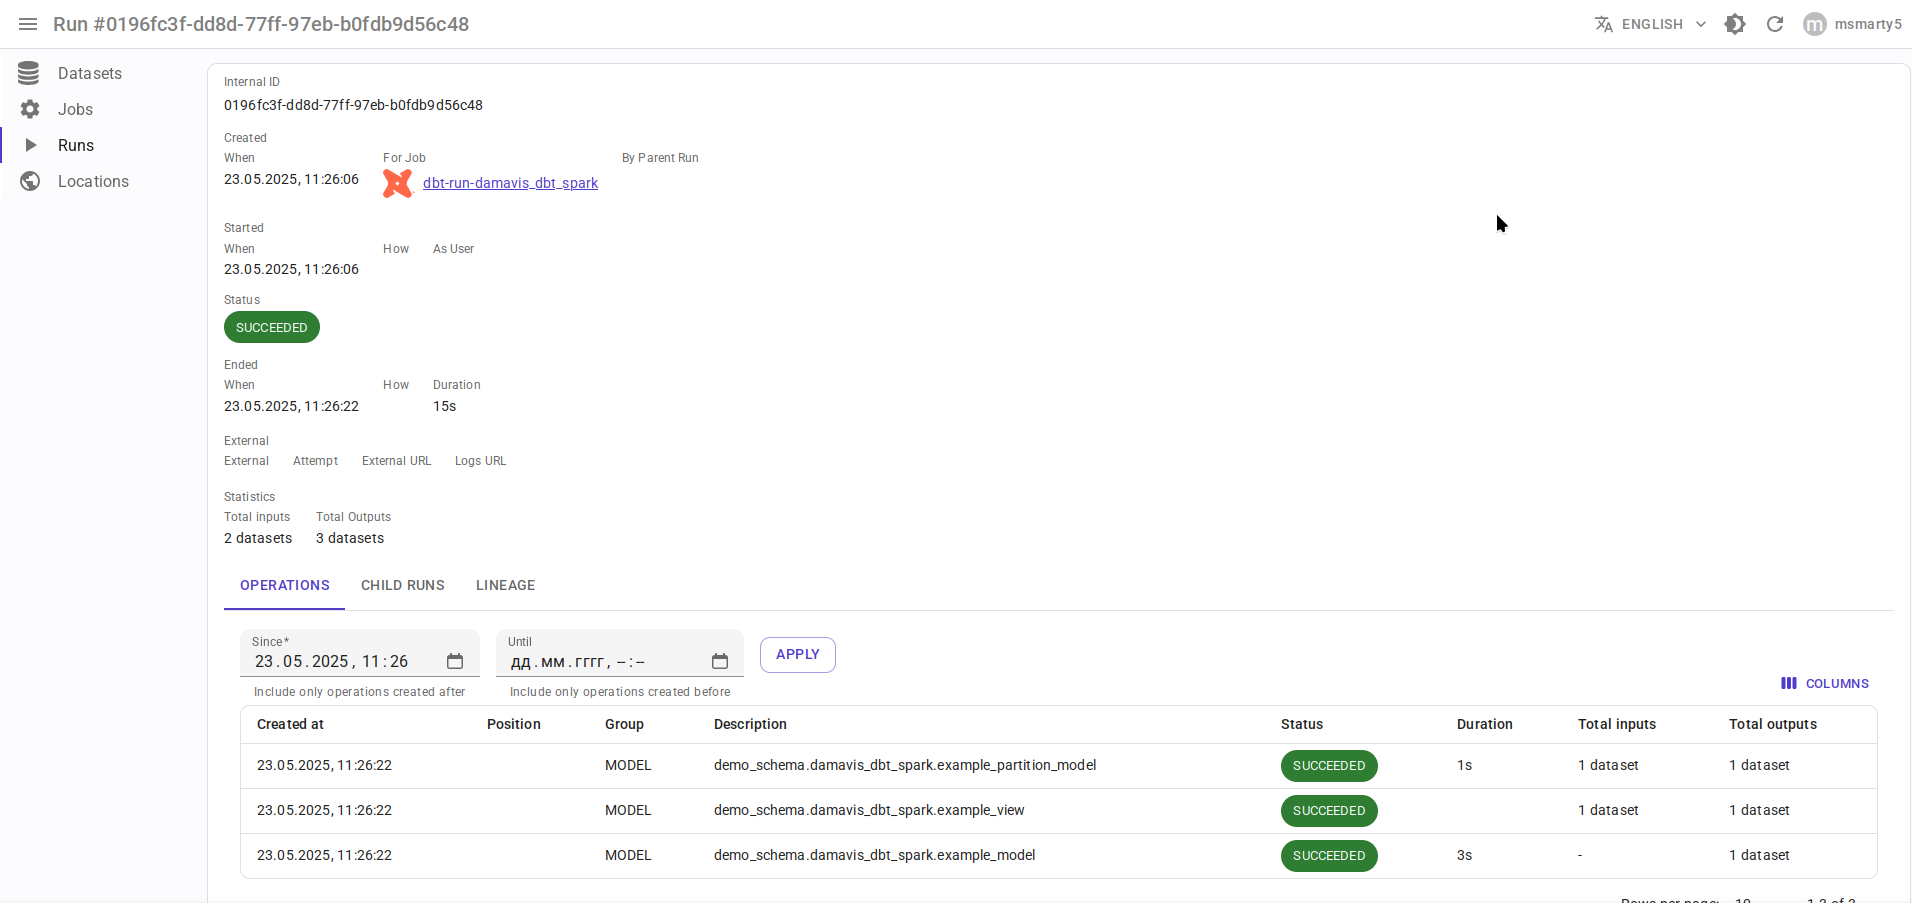 Run #0196fc3f-dd8d-77ff-97eb-b0fdb9d56c48
ENGLISH
m msmarty5
Datasets
Jobs
Runs
Locations
Internal ID
0196fc3f-dd8d-77ff-97eb-b0fdb9d56c48
Created
When For Job By Parent Run
23.05.2025, 11:26:06 dbt-run-damavis_dbt_spark
Started
When How As User
23.05.2025, 11:26:06
Status
SUCCEEDED
Ended
When How Duration
23.05.2025, 11:26:22 15s
External
External Attempt External URL Logs URL
Statistics
Total inputs Total Outputs
2 datasets 3 datasets
OPERATIONS CHILD RUNS LINEAGE
Since* Until
23.05.2025, 11:26 дд.мм.гггг, --:-- APPLY
Include only operations created after Include only operations created before
COLUMNS
Created at Position Group Description Status Duration Total inputs Total outputs
23.05.2025, 11:26:22 MODEL demo_schema.damavis_dbt_spark.example_partition_model SUCCEEDED 1s 1 dataset 1 dataset
23.05.2025, 11:26:22 MODEL demo_schema.damavis_dbt_spark.example_view SUCCEEDED 1 dataset 1 dataset
23.05.2025, 11:26:22 MODEL demo_schema.damavis_dbt_spark.example_model SUCCEEDED 3s - 1 dataset
Rows per page: 10 1-3 of 3